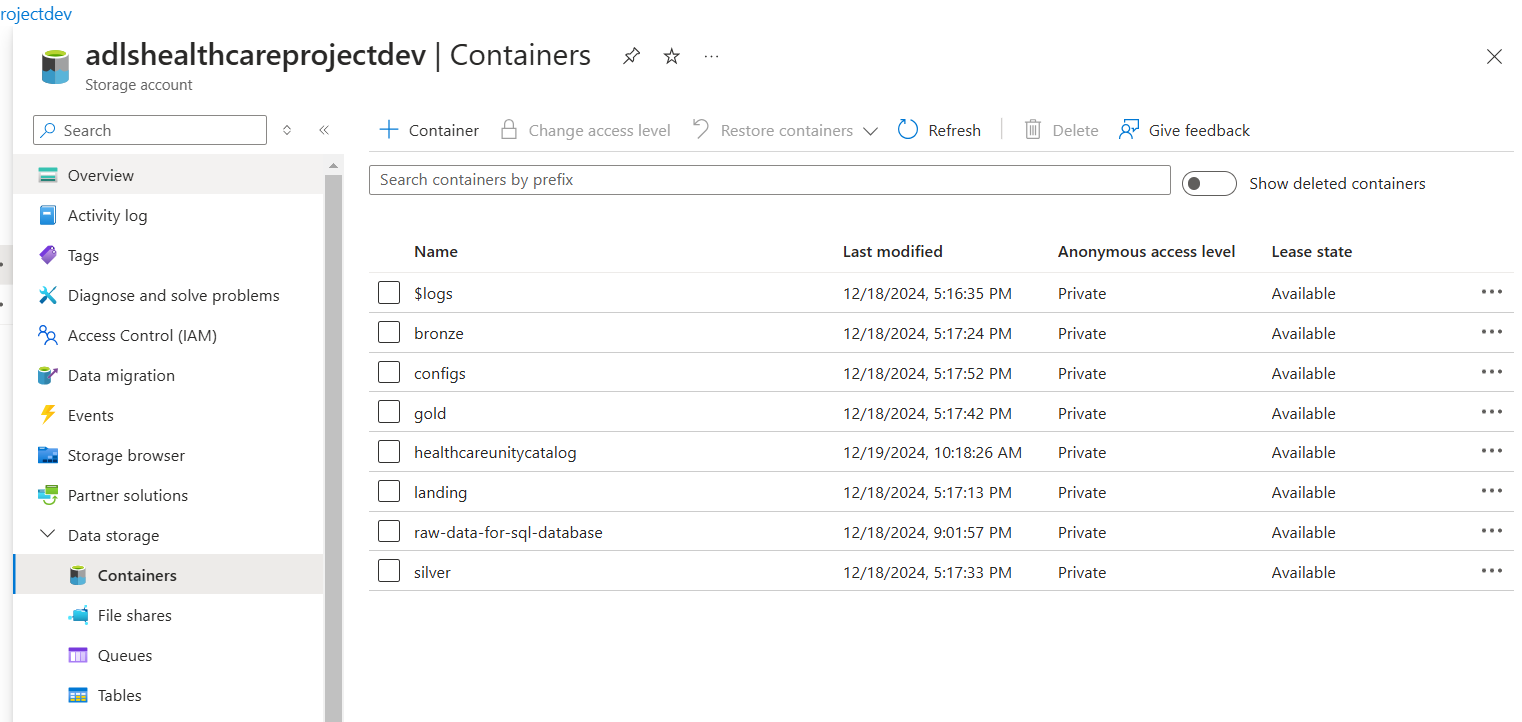 rojectdev
adlshealthcareprojectdev | Containers
Storage account
Search
Container Change access level Restore containers Refresh Delete Give feedback
Overview
Activity log
Tags
Diagnose and solve problems
Access Control (IAM)
Data migration
Events
Storage browser
Partner solutions
Data storage
Containers
File shares
Queues
Tables
Search containers by prefix
Show deleted containers
Name Last modified Anonymous access level Lease state
$logs 12/18/2024, 5:16:35 PM Private Available
bronze 12/18/2024, 5:17:24 PM Private Available
configs 12/18/2024, 5:17:52 PM Private Available
gold 12/18/2024, 5:17:42 PM Private Available
healthcareunitycatalog 12/19/2024, 10:18:26 AM Private Available
landing 12/18/2024, 5:17:13 PM Private Available
raw-data-for-sql-database 12/18/2024, 9:01:57 PM Private Available
silver 12/18/2024, 5:17:33 PM Private Available